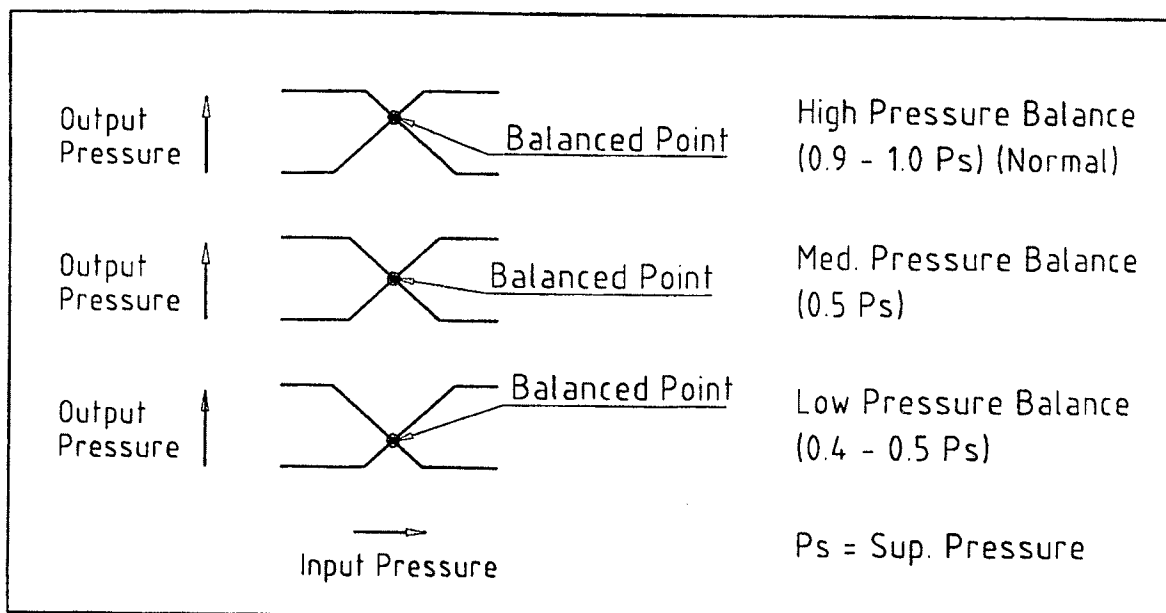 Output
Pressure
Balanced Point
High Pressure Balance
(0.9 - 1.0 Ps) (Normal)
Output
Pressure
Balanced Point
Med. Pressure Balance
(0.5 Ps)
Output
Pressure
Balanced Point
Low Pressure Balance
(0.4 - 0.5 Ps)
Input Pressure
Ps = Sup. Pressure